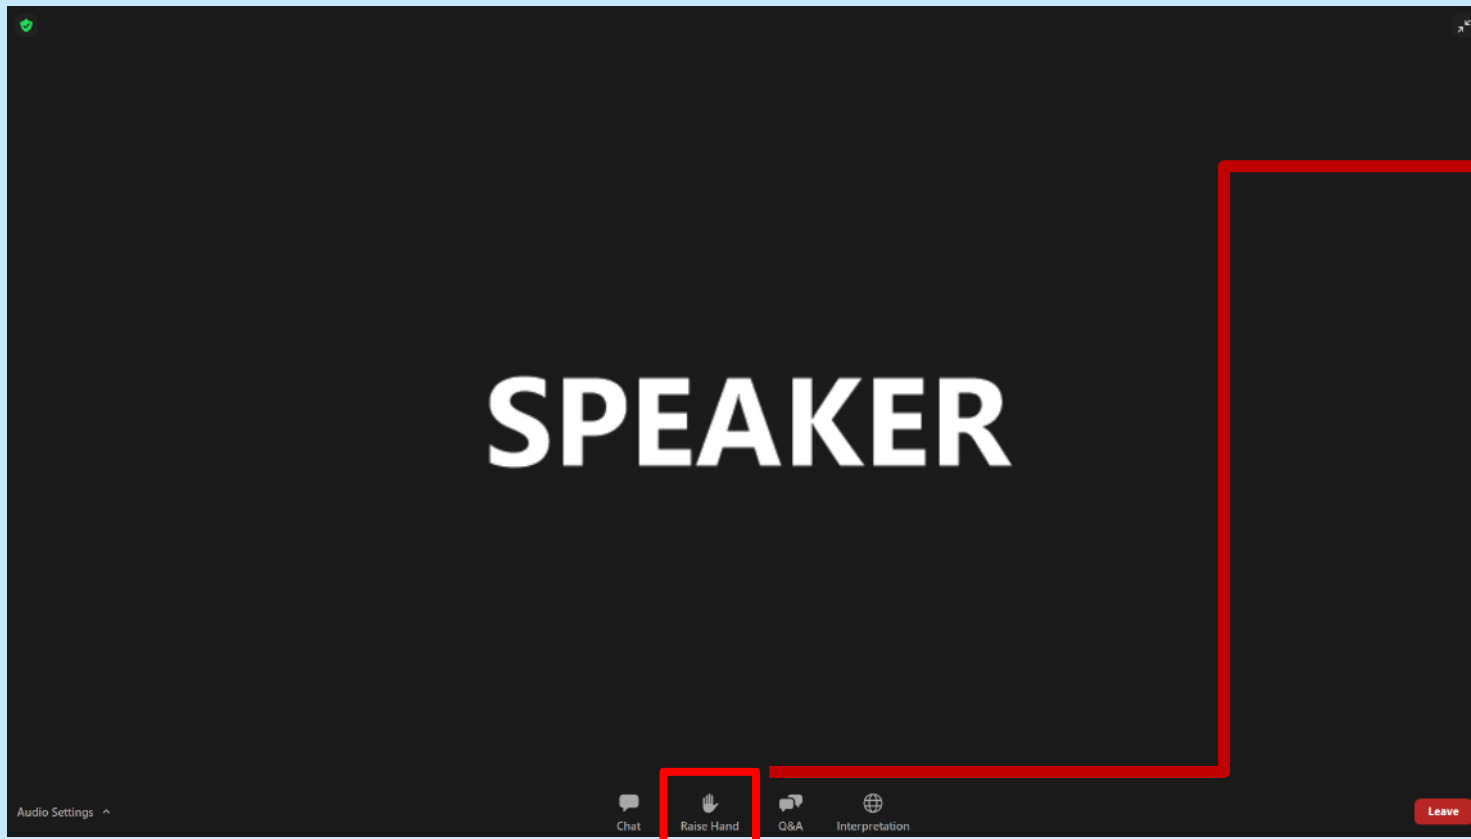 SPEAKER
Audio Settings
Chat
Raise Hand
Q&A
Interpretation
Leave